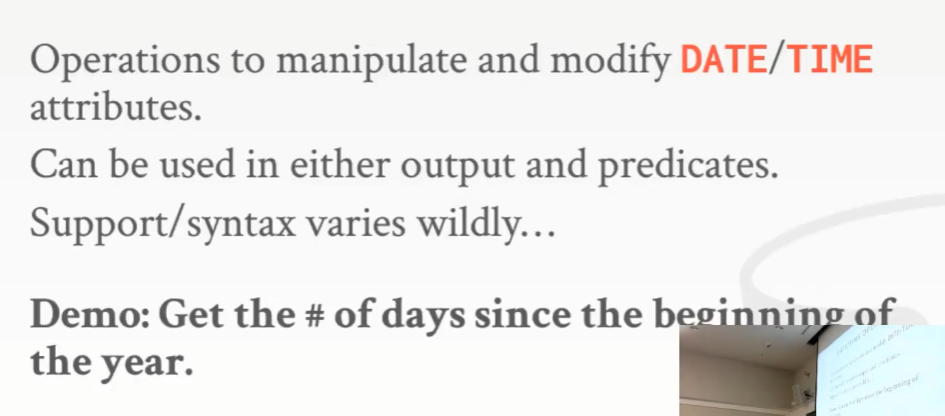 Operations to manipulate and modify DATE/TIME
attributes.
Can be used in either output and predicates.
Support/syntax varies wildly…
Demo: Get the # of days since the beginning of
the year.